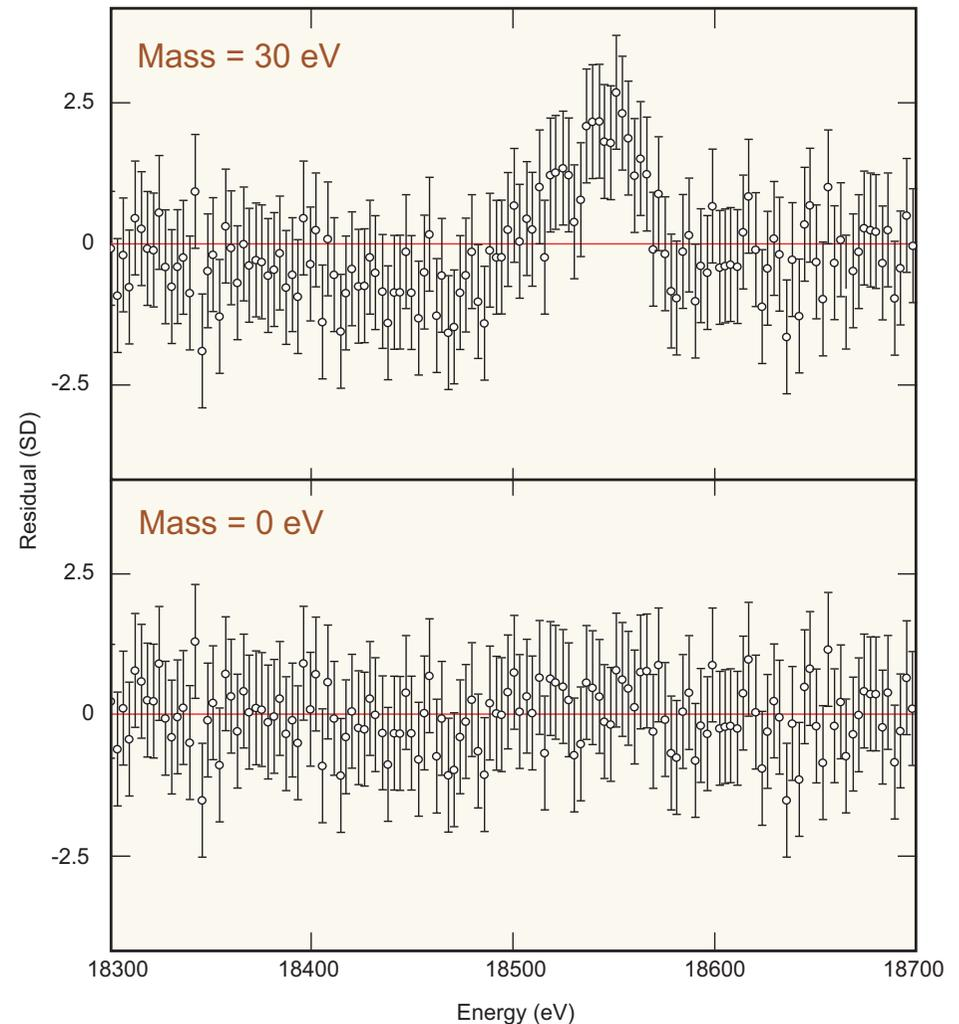 Mass = 30 eV
2.5
0
-2.5
Residual (SD)
Mass = 0 eV
2.5
0
-2.5
18300 18400 18500 18600 18700
Energy (eV)